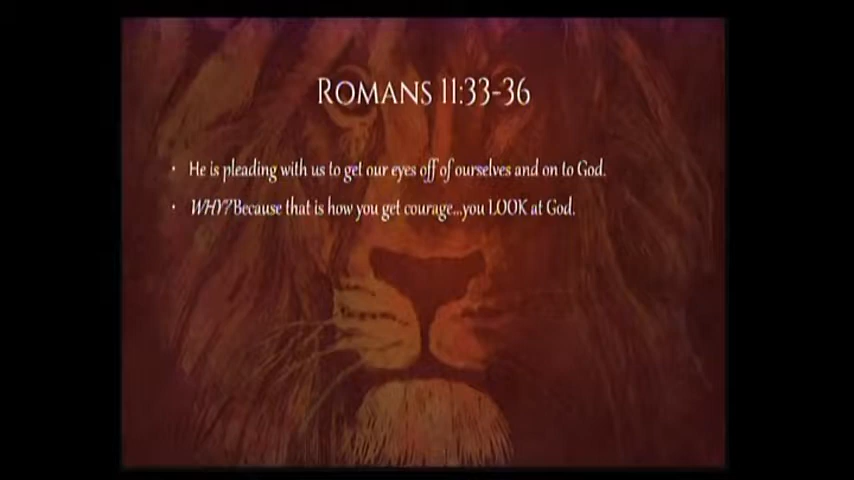 Romans 11:33-36
• He is pleading with us to get our eyes off of ourselves and on to God.
• WHY? Because that is how you get courage...you LOOK at God.